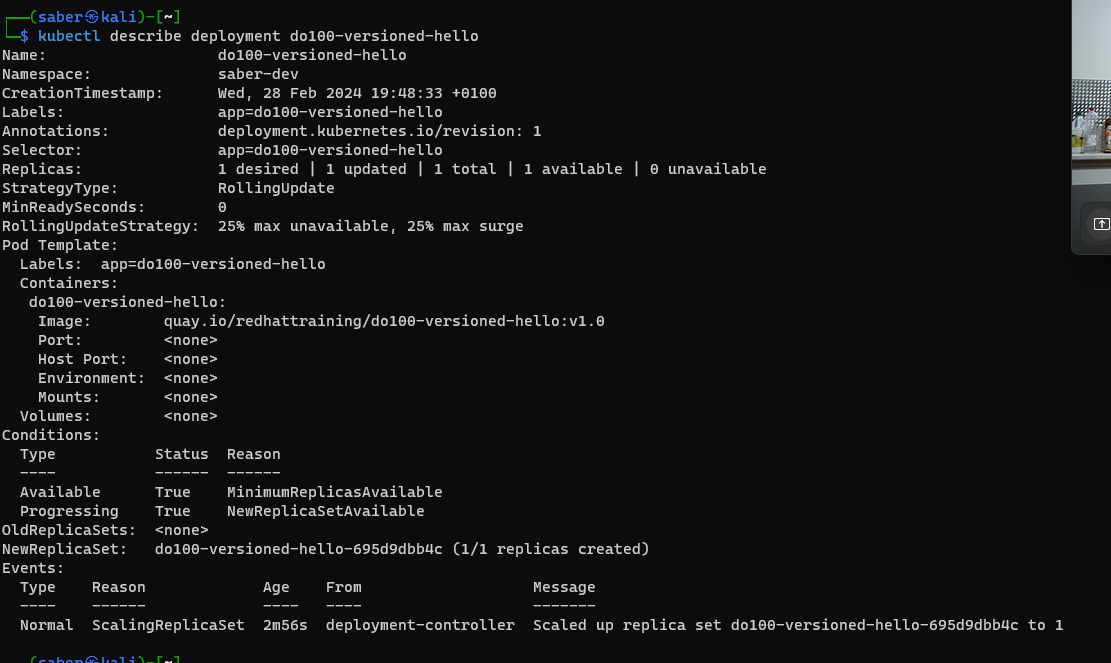 ┌──(saber㉿kali)-[~]
└─$ kubectl describe deployment do100-versioned-hello
Name:                   do100-versioned-hello
Namespace:              saber-dev
CreationTimestamp:      Wed, 28 Feb 2024 19:48:33 +0100
Labels:                 app=do100-versioned-hello
Annotations:            deployment.kubernetes.io/revision: 1
Selector:               app=do100-versioned-hello
Replicas:               1 desired | 1 updated | 1 total | 1 available | 0 unavailable
StrategyType:           RollingUpdate
MinReadySeconds:        0
RollingUpdateStrategy:  25% max unavailable, 25% max surge
Pod Template:
  Labels:  app=do100-versioned-hello
  Containers:
   do100-versioned-hello:
    Image:        quay.io/redhattraining/do100-versioned-hello:v1.0
    Port:         <none>
    Host Port:    <none>
    Environment:  <none>
    Mounts:       <none>
  Volumes:        <none>
Conditions:
  Type           Status  Reason
  ----           ------  ------
  Available      True    MinimumReplicasAvailable
  Progressing    True    NewReplicaSetAvailable
OldReplicaSets:  <none>
NewReplicaSet:   do100-versioned-hello-695d9dbb4c (1/1 replicas created)
Events:
  Type    Reason             Age    From                   Message
  ----    ------             ----   ----                   -------
  Normal  ScalingReplicaSet  2m56s  deployment-controller  Scaled up replica set do100-versioned-hello-695d9dbb4c to 1
(saber㉿kali)-[~]